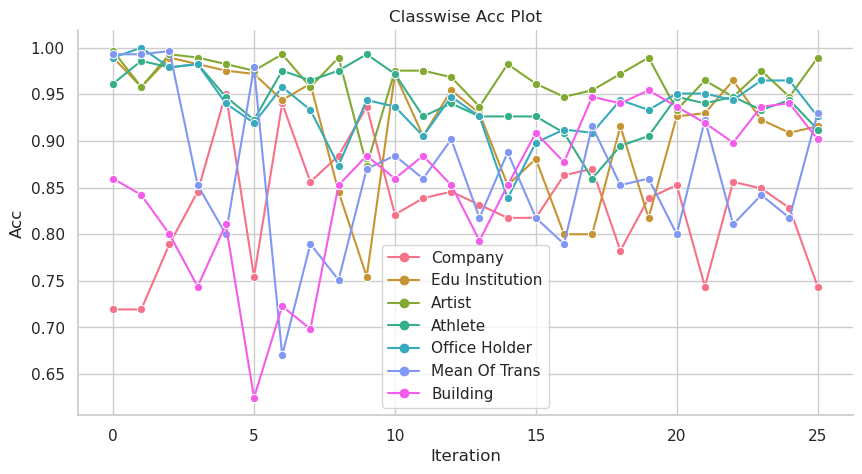 Classwise Acc Plot
1.00
0.95
0.90
0.85
0.80
0.75
0.70
0.65
Acc
Company
Edu Institution
Artist
Athlete
Office Holder
Mean Of Trans
Building
0 5 10 15 20 25
Iteration